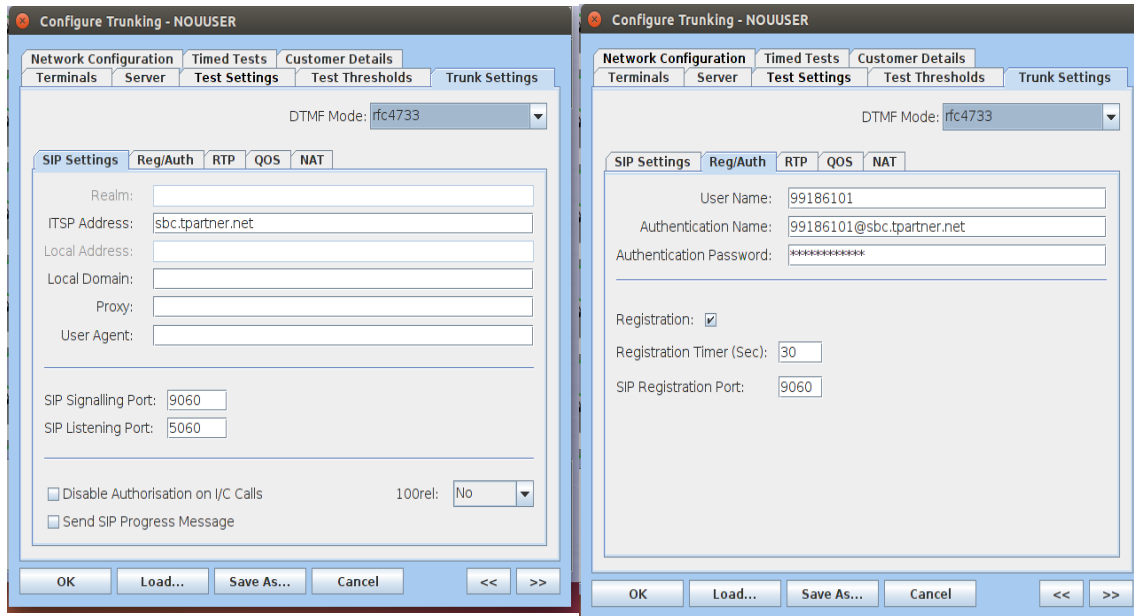 Configure Trunking - NOUUSER
Network Configuration Timed Tests Customer Details
Terminals Server Test Settings Test Thresholds Trunk Settings
DTMF Mode: rfc4733
SIP Settings Reg/Auth RTP QOS NAT
Realm:
ITSP Address: sbc.tpartner.net
Local Address:
Local Domain:
Proxy:
User Agent:
SIP Signalling Port: 9060
SIP Listening Port: 5060
Disable Authorisation on I/C Calls 100rel: No
Send SIP Progress Message
OK Load... Save As... Cancel << >>
Configure Trunking - NOUUSER
Network Configuration Timed Tests Customer Details
Terminals Server Test Settings Test Thresholds Trunk Settings
DTMF Mode: rfc4733
SIP Settings Reg/Auth RTP QOS NAT
User Name: 99186101
Authentication Name: 99186101@sbc.tpartner.net
Authentication Password: ************
Registration:
Registration Timer (Sec): 30
SIP Registration Port: 9060
OK Load... Save As... Cancel << >>